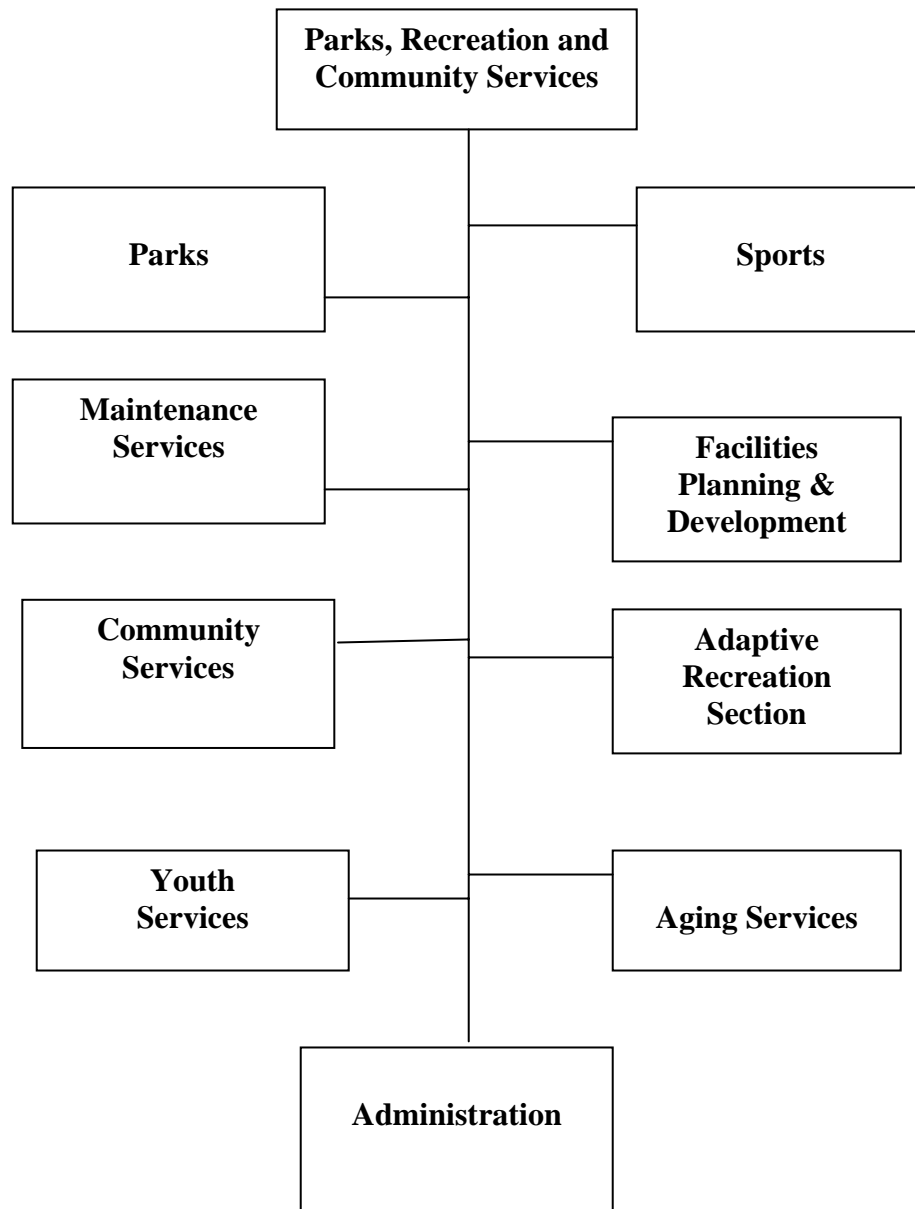 Parks, Recreation and
Community Services
Parks
Sports
Maintenance
Services
Facilities
Planning &
Development
Community
Services
Adaptive
Recreation
Section
Youth
Services
Aging Services
Administration